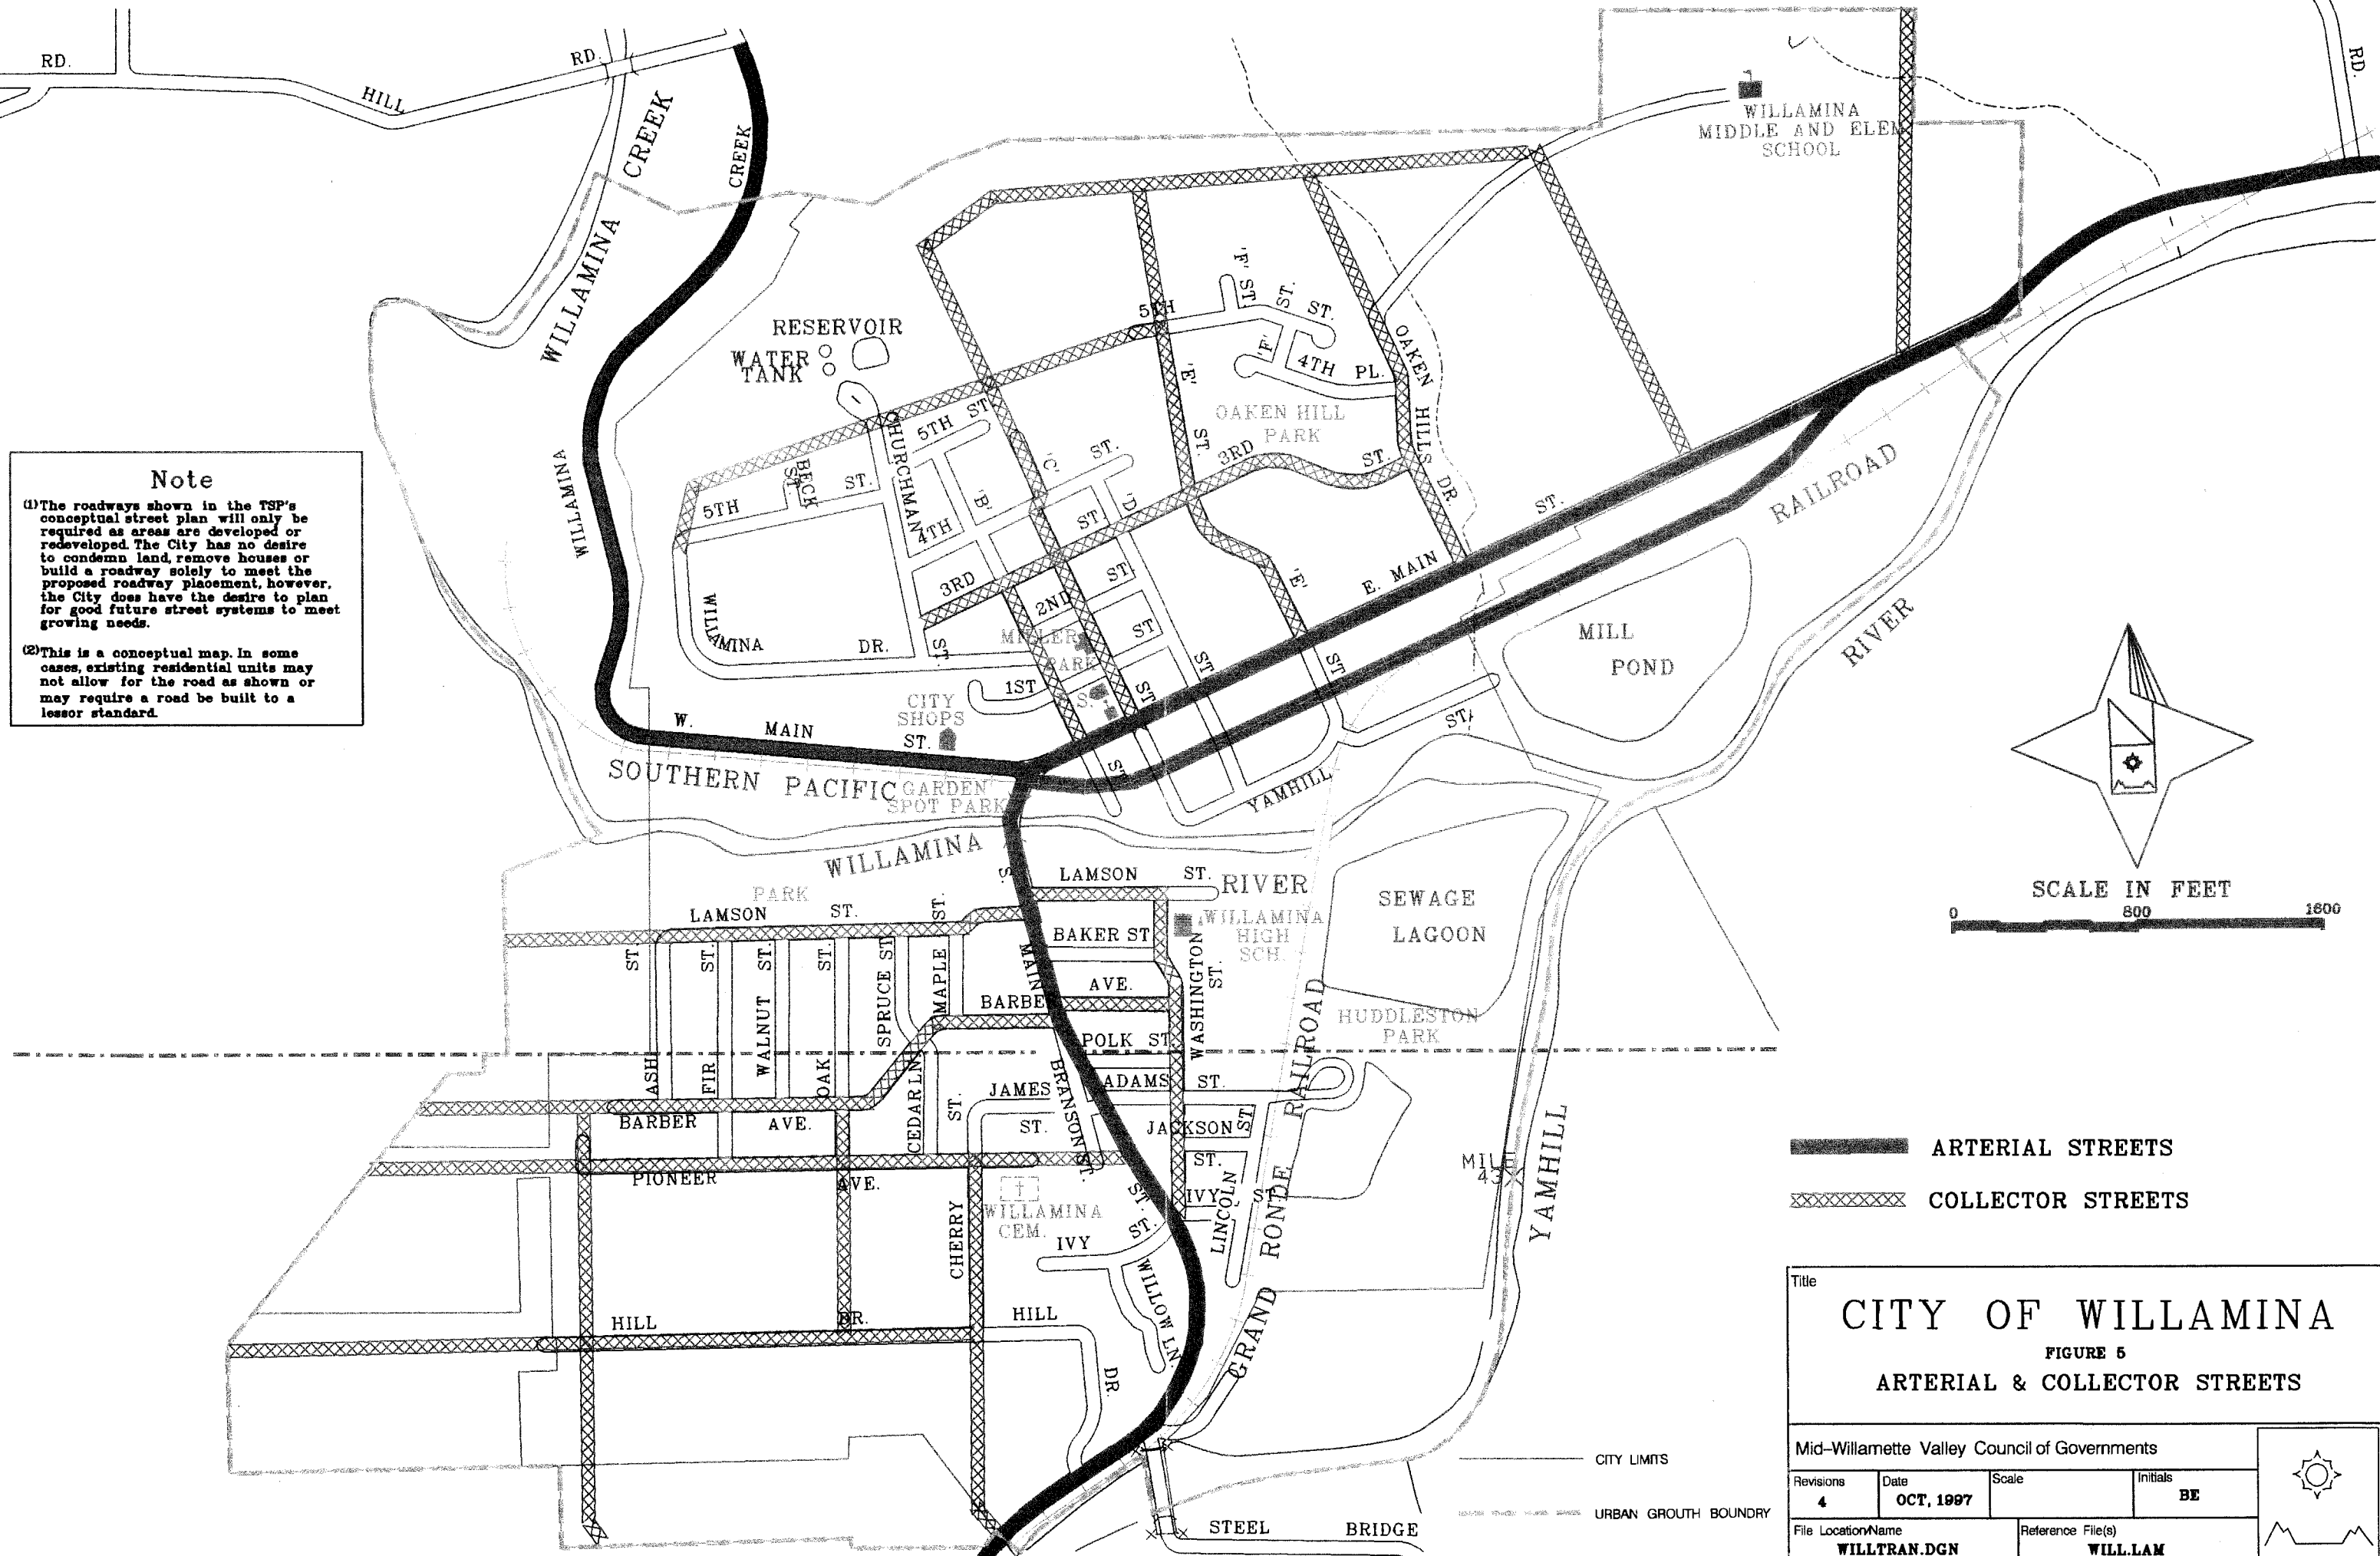 RD.
HILL
RD.
RD.
CREEK
WILLAMINA CREEK
WILLAMINA
WILLAMINA
MIDDLE AND ELEM
SCHOOL
RESERVOIR
WATER
TANK
5TH
'F' ST.
ST.
ST.
'F'
4TH PL.
OAKEN HILLS DR.
OAKEN HILL
PARK
'E' ST.
3RD ST.
CHURCHMAN ST.
5TH ST
BECK
ST.
5TH ST.
4TH ST.
'B'
'C'
'D'
ST.
3RD
2ND ST.
ST
ST
ST.
ST
'E'
ST.
WILLAMINA DR.
MILLER
PARK
1ST
S.
CITY
SHOPS
W. MAIN ST.
E. MAIN ST.
SOUTHERN PACIFIC
RAILROAD
GARDEN
SPOT PARK
ST.
YAMHILL
ST.
MILL
POND
RIVER
Note
(1)The roadways shown in the TSP's
conceptual street plan will only be
required as areas are developed or
redeveloped. The City has no desire
to condemn land, remove houses or
build a roadway solely to meet the
proposed roadway placement, however,
the City does have the desire to plan
for good future street systems to meet
growing needs.
(2)This is a conceptual map. In some
cases, existing residential units may
not allow for the road as shown or
may require a road be built to a
lessor standard.
SCALE IN FEET
0 800 1600
WILLAMINA
RIVER
PARK
LAMSON ST.
LAMSON ST.
S. MAIN ST.
WILLAMINA
HIGH
SCH.
SEWAGE
LAGOON
BAKER ST
ASH ST.
FIR ST.
WALNUT ST.
OAK ST.
SPRUCE ST
MAPLE ST.
WASHINGTON ST.
BARBE
AVE.
POLK ST
HUDDLESTON
PARK
ADAMS ST.
JAMES
ST.
BRANSON ST.
CEDAR LN
BARBER AVE.
JACKSON
ST.
ST
PIONEER AVE.
IVY ST.
LINCOLN
GRAND RONDE RAILROAD
MILE
43
YAMHILL
WILLAMINA
CEM.
CHERRY ST.
IVY ST.
WILLOW LN.
HILL DR.
HILL
DR.
STEEL BRIDGE
ARTERIAL STREETS
COLLECTOR STREETS
CITY LIMITS
URBAN GROUTH BOUNDRY
Title
CITY OF WILLAMINA
FIGURE 5
ARTERIAL & COLLECTOR STREETS
Mid-Willamette Valley Council of Governments
Revisions
4
Date
OCT, 1997
Scale
Initials
BE
File Location/Name
WILLTRAN.DGN
Reference File(s)
WILL.LAM